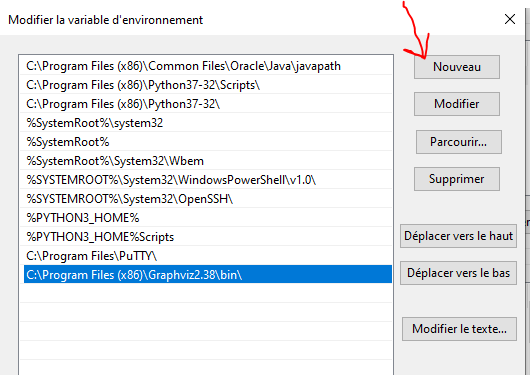 Modifier la variable d'environnement
C:\Program Files (x86)\Common Files\Oracle\Java\javapath
C:\Program Files (x86)\Python37-32\Scripts\
C:\Program Files (x86)\Python37-32\
%SystemRoot%\system32
%SystemRoot%
%SystemRoot%\System32\Wbem
%SYSTEMROOT%\System32\WindowsPowerShell\v1.0\
%SYSTEMROOT%\System32\OpenSSH\
%PYTHON3_HOME%
%PYTHON3_HOME%Scripts
C:\Program Files\PuTTY\
C:\Program Files (x86)\Graphviz2.38\bin\
Nouveau
Modifier
Parcourir...
Supprimer
Déplacer vers le haut
Déplacer vers le bas
Modifier le texte...